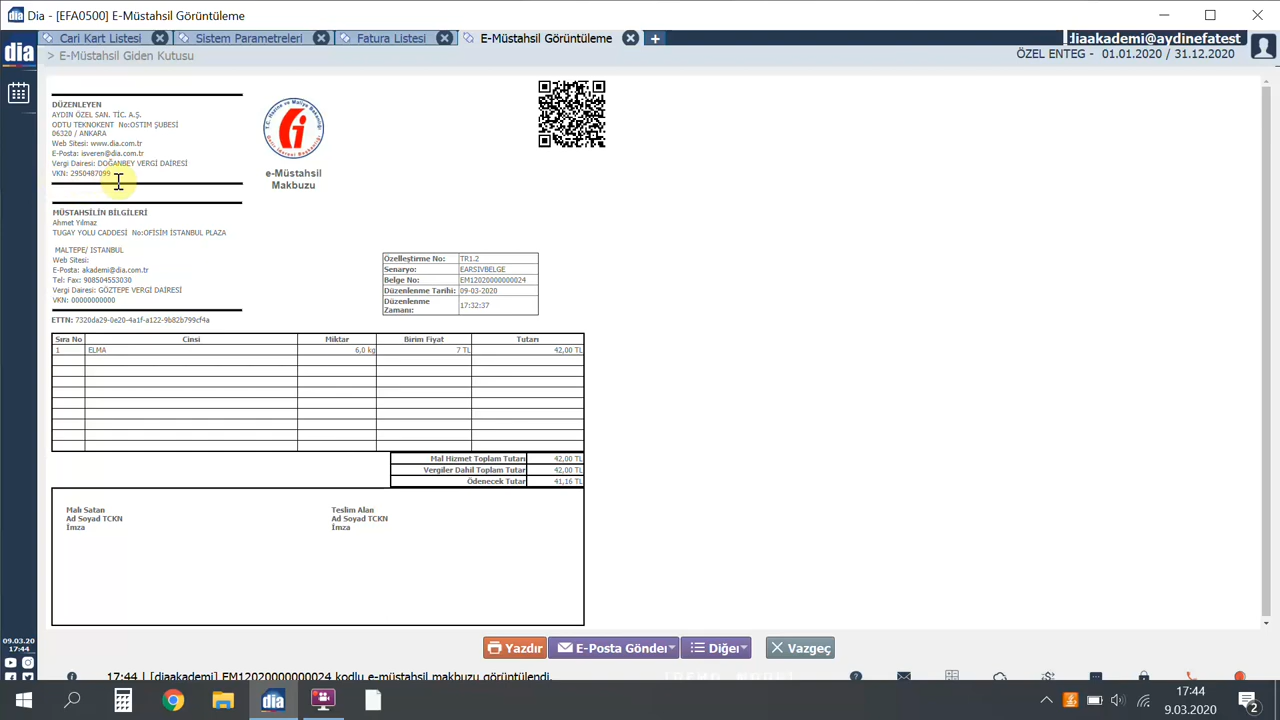 Dia - [EFA0500] E-Müstahsil Görüntüleme
dia
Cari Kart Listesi
Sistem Parametreleri
Fatura Listesi
E-Müstahsil Görüntüleme
diaakademi@aydinefatest
> E-Müstahsil Giden Kutusu
ÖZEL ENTEG - 01.01.2020 / 31.12.2020
DÜZENLEYEN
AYDIN ÖZEL SAN. TİC. A.Ş.
ODTU TEKNOKENT No:OSTIM ŞUBESİ
06320 / ANKARA
Web Sitesi: www.dia.com.tr
E-Posta: isveren@dia.com.tr
Vergi Dairesi: DOĞANBEY VERGİ DAİRESİ
VKN: 2950487099
e-Müstahsil
Makbuzu
MÜSTAHSİLİN BİLGİLERİ
Ahmet Yılmaz
TUGAY YOLU CADDESİ No:OFİSİM İSTANBUL PLAZA
MALTEPE/ İSTANBUL
Web Sitesi:
E-Posta: akademi@dia.com.tr
Tel: Fax: 908504553030
Vergi Dairesi: GÖZTEPE VERGİ DAİRESİ
VKN: 00000000000
ETTN: 7320da29-0e20-4a1f-a122-9b82b799cf4a
Özelleştirme No: TR1.2
Senaryo: EARSIVBELGE
Belge No: EM12020000000024
Düzenlenme Tarihi: 09-03-2020
Düzenlenme Zamanı: 17:32:37
Sıra No Cinsi Miktar Birim Fiyat Tutarı
1 ELMA 6,0 kg 7 TL 42,00 TL
Mal Hizmet Toplam Tutarı 42,00 TL
Vergiler Dahil Toplam Tutar 42,00 TL
Ödenecek Tutar 41,16 TL
Malı Satan
Ad Soyad TCKN
İmza
Teslim Alan
Ad Soyad TCKN
İmza
Yazdır
E-Posta Gönder
Diğer
Vazgeç
09.03.20
17:44
17:44 | [diaakademi] EM12020000000024 kodlu e-müstahsil makbuzu görüntülendi.
dia
17:44
9.03.2020
2